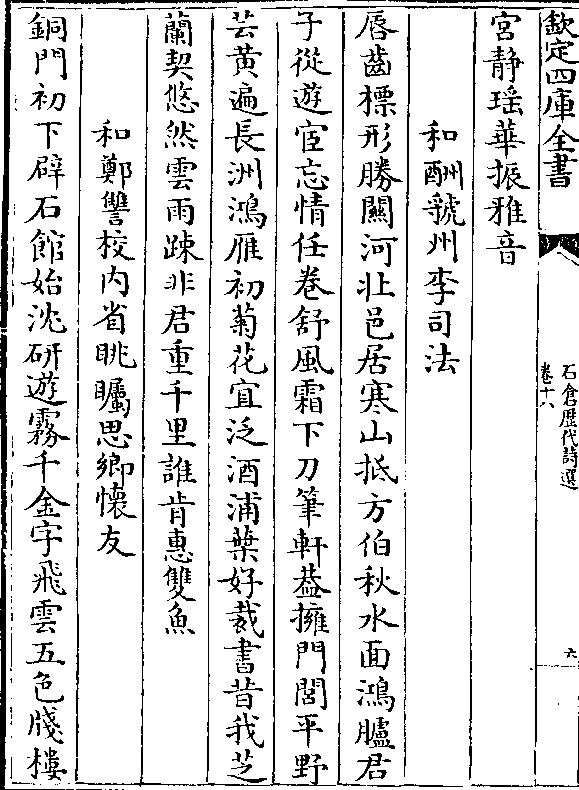 欽定四庫全書
石倉歴代詩選
卷十六
六
宮静瑶華振雅音
和酬虢州李司法
唇齒標形勝關河壯邑居寒山抵方伯秋水面鴻臚君
子從遊宦忘情任卷舒風霜下刀筆軒葢擁門閭平野
芸黄遍長洲鴻雁初菊花宜泛酒浦葉好裁書昔我芝
蘭契悠然雲雨踈非君重千里誰肯惠雙魚
和鄭讐校内省眺矚思鄉懷友
銅門初下辟石館始沈研遊霧千金字飛雲五色牋樓